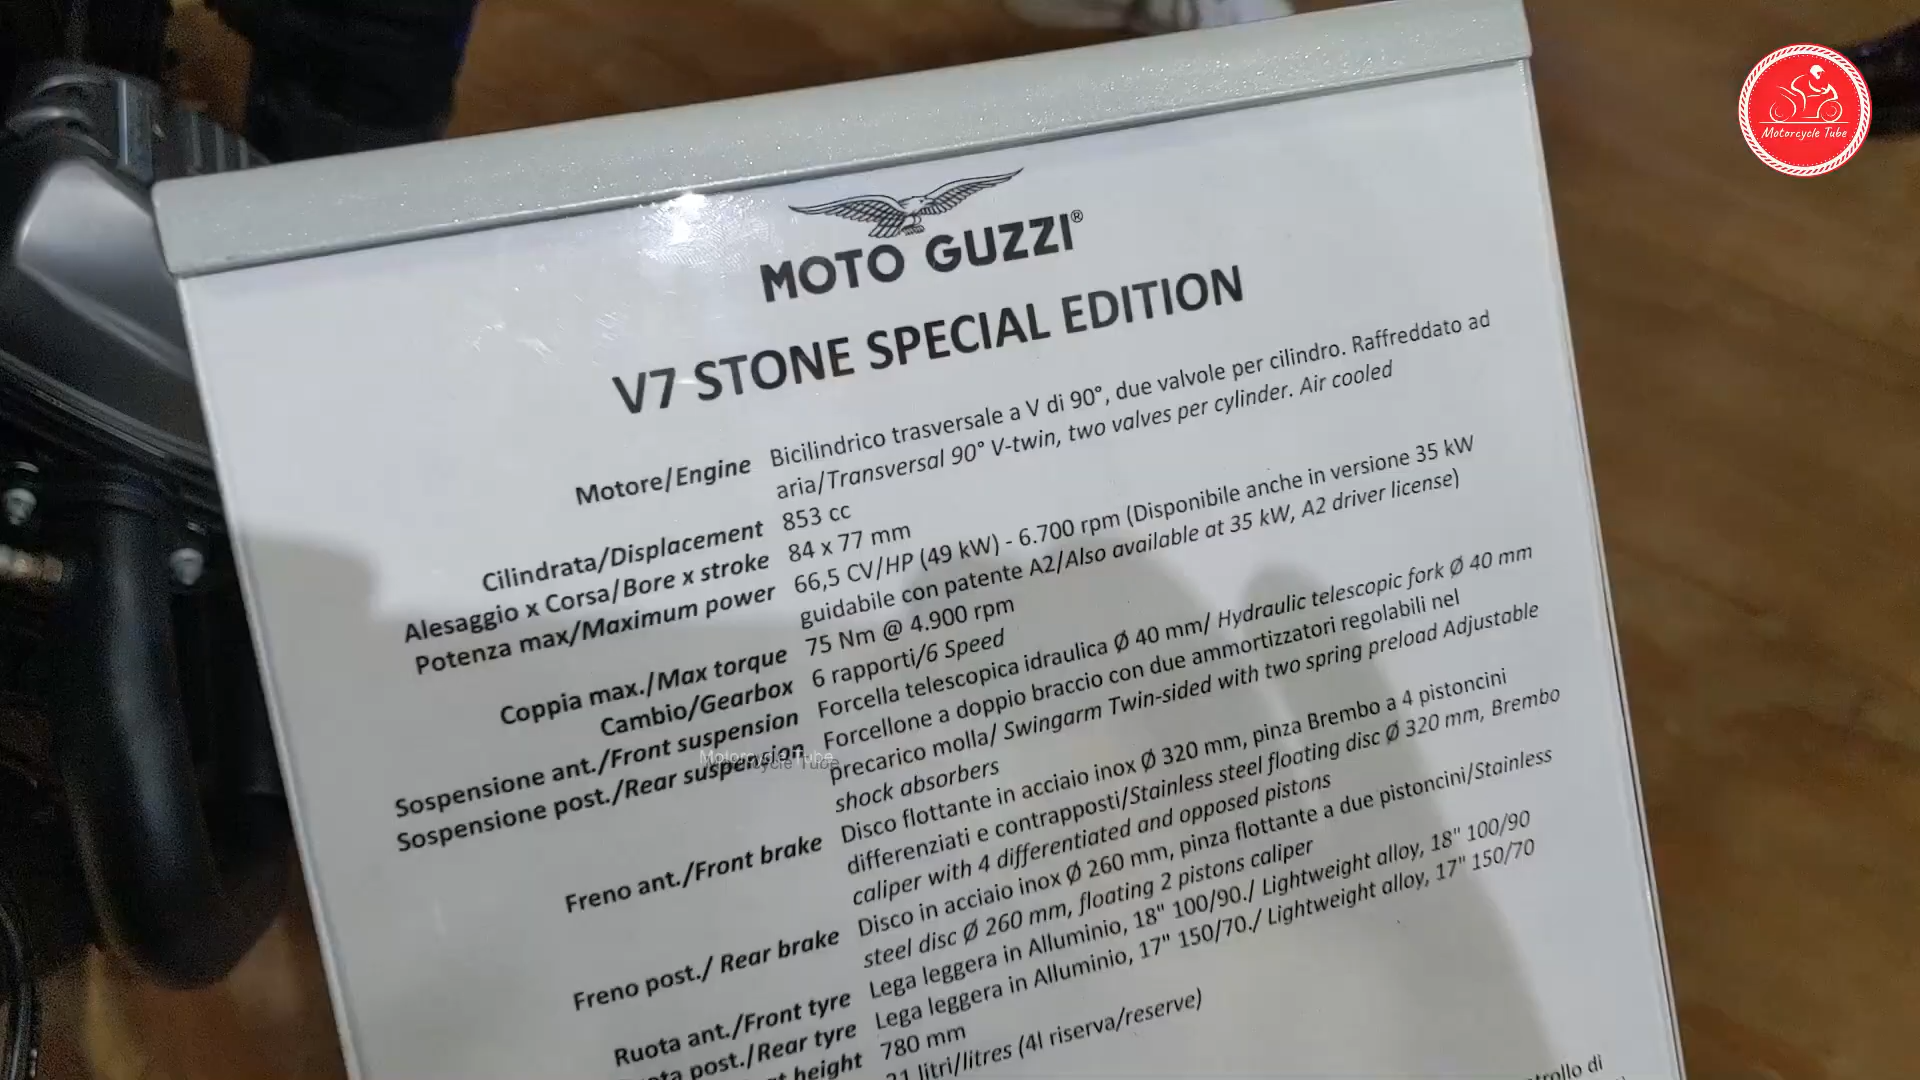 Motorcycle Tube
MOTO GUZZI®
V7 STONE SPECIAL EDITION
Motore/Engine Bicilindrico trasversale a V di 90°, due valvole per cilindro. Raffreddato ad
aria/Transversal 90° V-twin, two valves per cylinder. Air cooled
Cilindrata/Displacement 853 cc
Alesaggio x Corsa/Bore x stroke 84 x 77 mm
Potenza max/Maximum power 66,5 CV/HP (49 kW) - 6.700 rpm (Disponibile anche in versione 35 kW
guidabile con patente A2/Also available at 35 kW, A2 driver license)
Coppia max./Max torque 75 Nm @ 4.900 rpm
Cambio/Gearbox 6 rapporti/6 Speed
Sospensione ant./Front suspension Forcella telescopica idraulica Ø 40 mm/ Hydraulic telescopic fork Ø 40 mm
Sospensione post./Rear suspension Forcellone a doppio braccio con due ammortizzatori regolabili nel
precarico molla/ Swingarm Twin-sided with two spring preload Adjustable
shock absorbers
Motorcycle Tube
Freno ant./Front brake Disco flottante in acciaio inox Ø 320 mm, pinza Brembo a 4 pistoncini
differenziati e contrapposti/Stainless steel floating disc Ø 320 mm, Brembo
caliper with 4 differentiated and opposed pistons
Freno post./ Rear brake Disco in acciaio inox Ø 260 mm, pinza flottante a due pistoncini/Stainless
steel disc Ø 260 mm, floating 2 pistons caliper
Ruota ant./Front tyre Lega leggera in Alluminio, 18" 100/90./ Lightweight alloy, 18" 100/90
post./Rear tyre Lega leggera in Alluminio, 17" 150/70./ Lightweight alloy, 17" 150/70
height 780 mm
litri/litres (4l riserva/reserve)
di